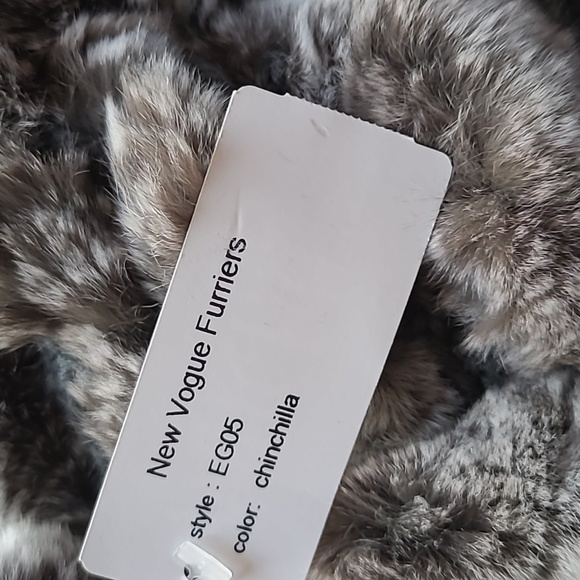 New Vogue Furriers
style : EG05
color: chinchilla